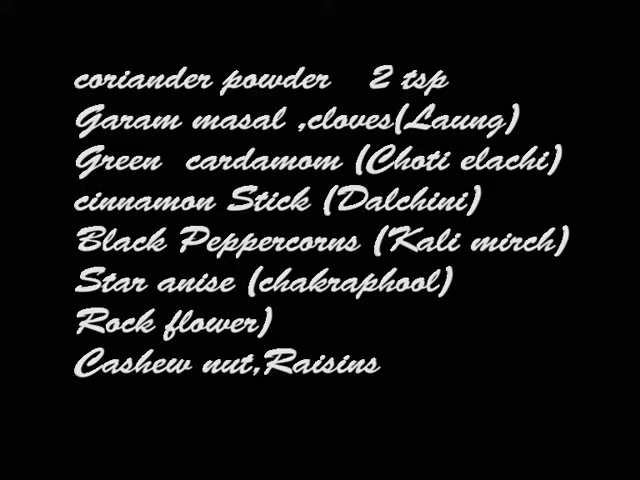 coriander powder 2 tsp
Garam masal ,cloves(Laung)
Green cardamom (Choti elachi)
cinnamon Stick (Dalchini)
Black Peppercorns (Kali mirch)
Star anise (chakraphool)
Rock flower)
Cashew nut,Raisins